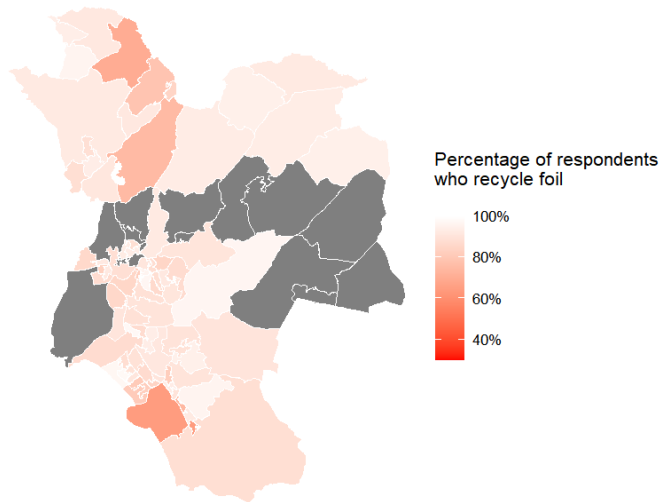 Percentage of respondents
who recycle foil
100%
80%
60%
40%